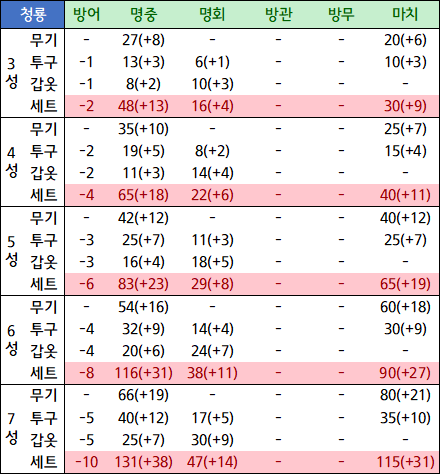 청룡 방어 명중 명회 방관 방무 마치
3성
무기 - 27(+8) - - - 20(+6)
투구 -1 13(+3) 6(+1) - - 10(+3)
갑옷 -1 8(+2) 10(+3) - - -
세트 -2 48(+13) 16(+4) - - 30(+9)
4성
무기 - 35(+10) - - - 25(+7)
투구 -2 19(+5) 8(+2) - - 15(+4)
갑옷 -2 11(+3) 14(+4) - - -
세트 -4 65(+18) 22(+6) - - 40(+11)
5성
무기 - 42(+12) - - - 40(+12)
투구 -3 25(+7) 11(+3) - - 25(+7)
갑옷 -3 16(+4) 18(+5) - - -
세트 -6 83(+23) 29(+8) - - 65(+19)
6성
무기 - 54(+16) - - - 60(+18)
투구 -4 32(+9) 14(+4) - - 30(+9)
갑옷 -4 20(+6) 24(+7) - - -
세트 -8 116(+31) 38(+11) - - 90(+27)
7성
무기 - 66(+19) - - - 80(+21)
투구 -5 40(+12) 17(+5) - - 35(+10)
갑옷 -5 25(+7) 30(+9) - - -
세트 -10 131(+38) 47(+14) - - 115(+31)